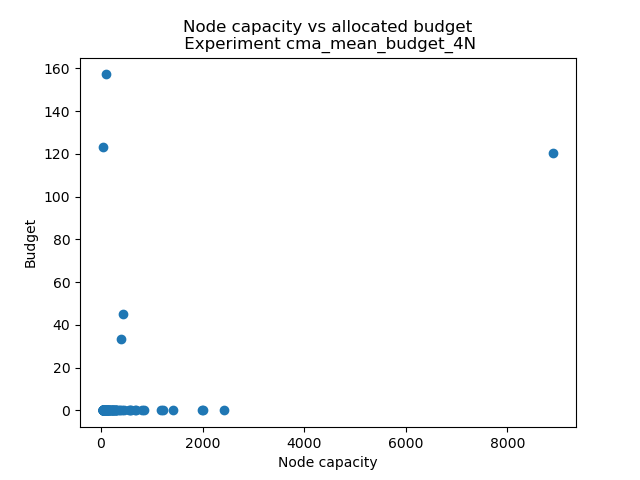 Node capacity vs allocated budget
Experiment cma_mean_budget_4N
160
140
120
100
80
60
40
20
0
Budget
0 2000 4000 6000 8000
Node capacity